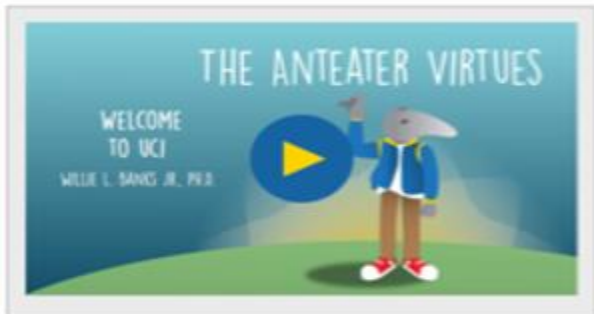 THE ANTEATER VIRTUES
WELCOME
TO UCI
WILLIE L. BANKS JR., PH.D.